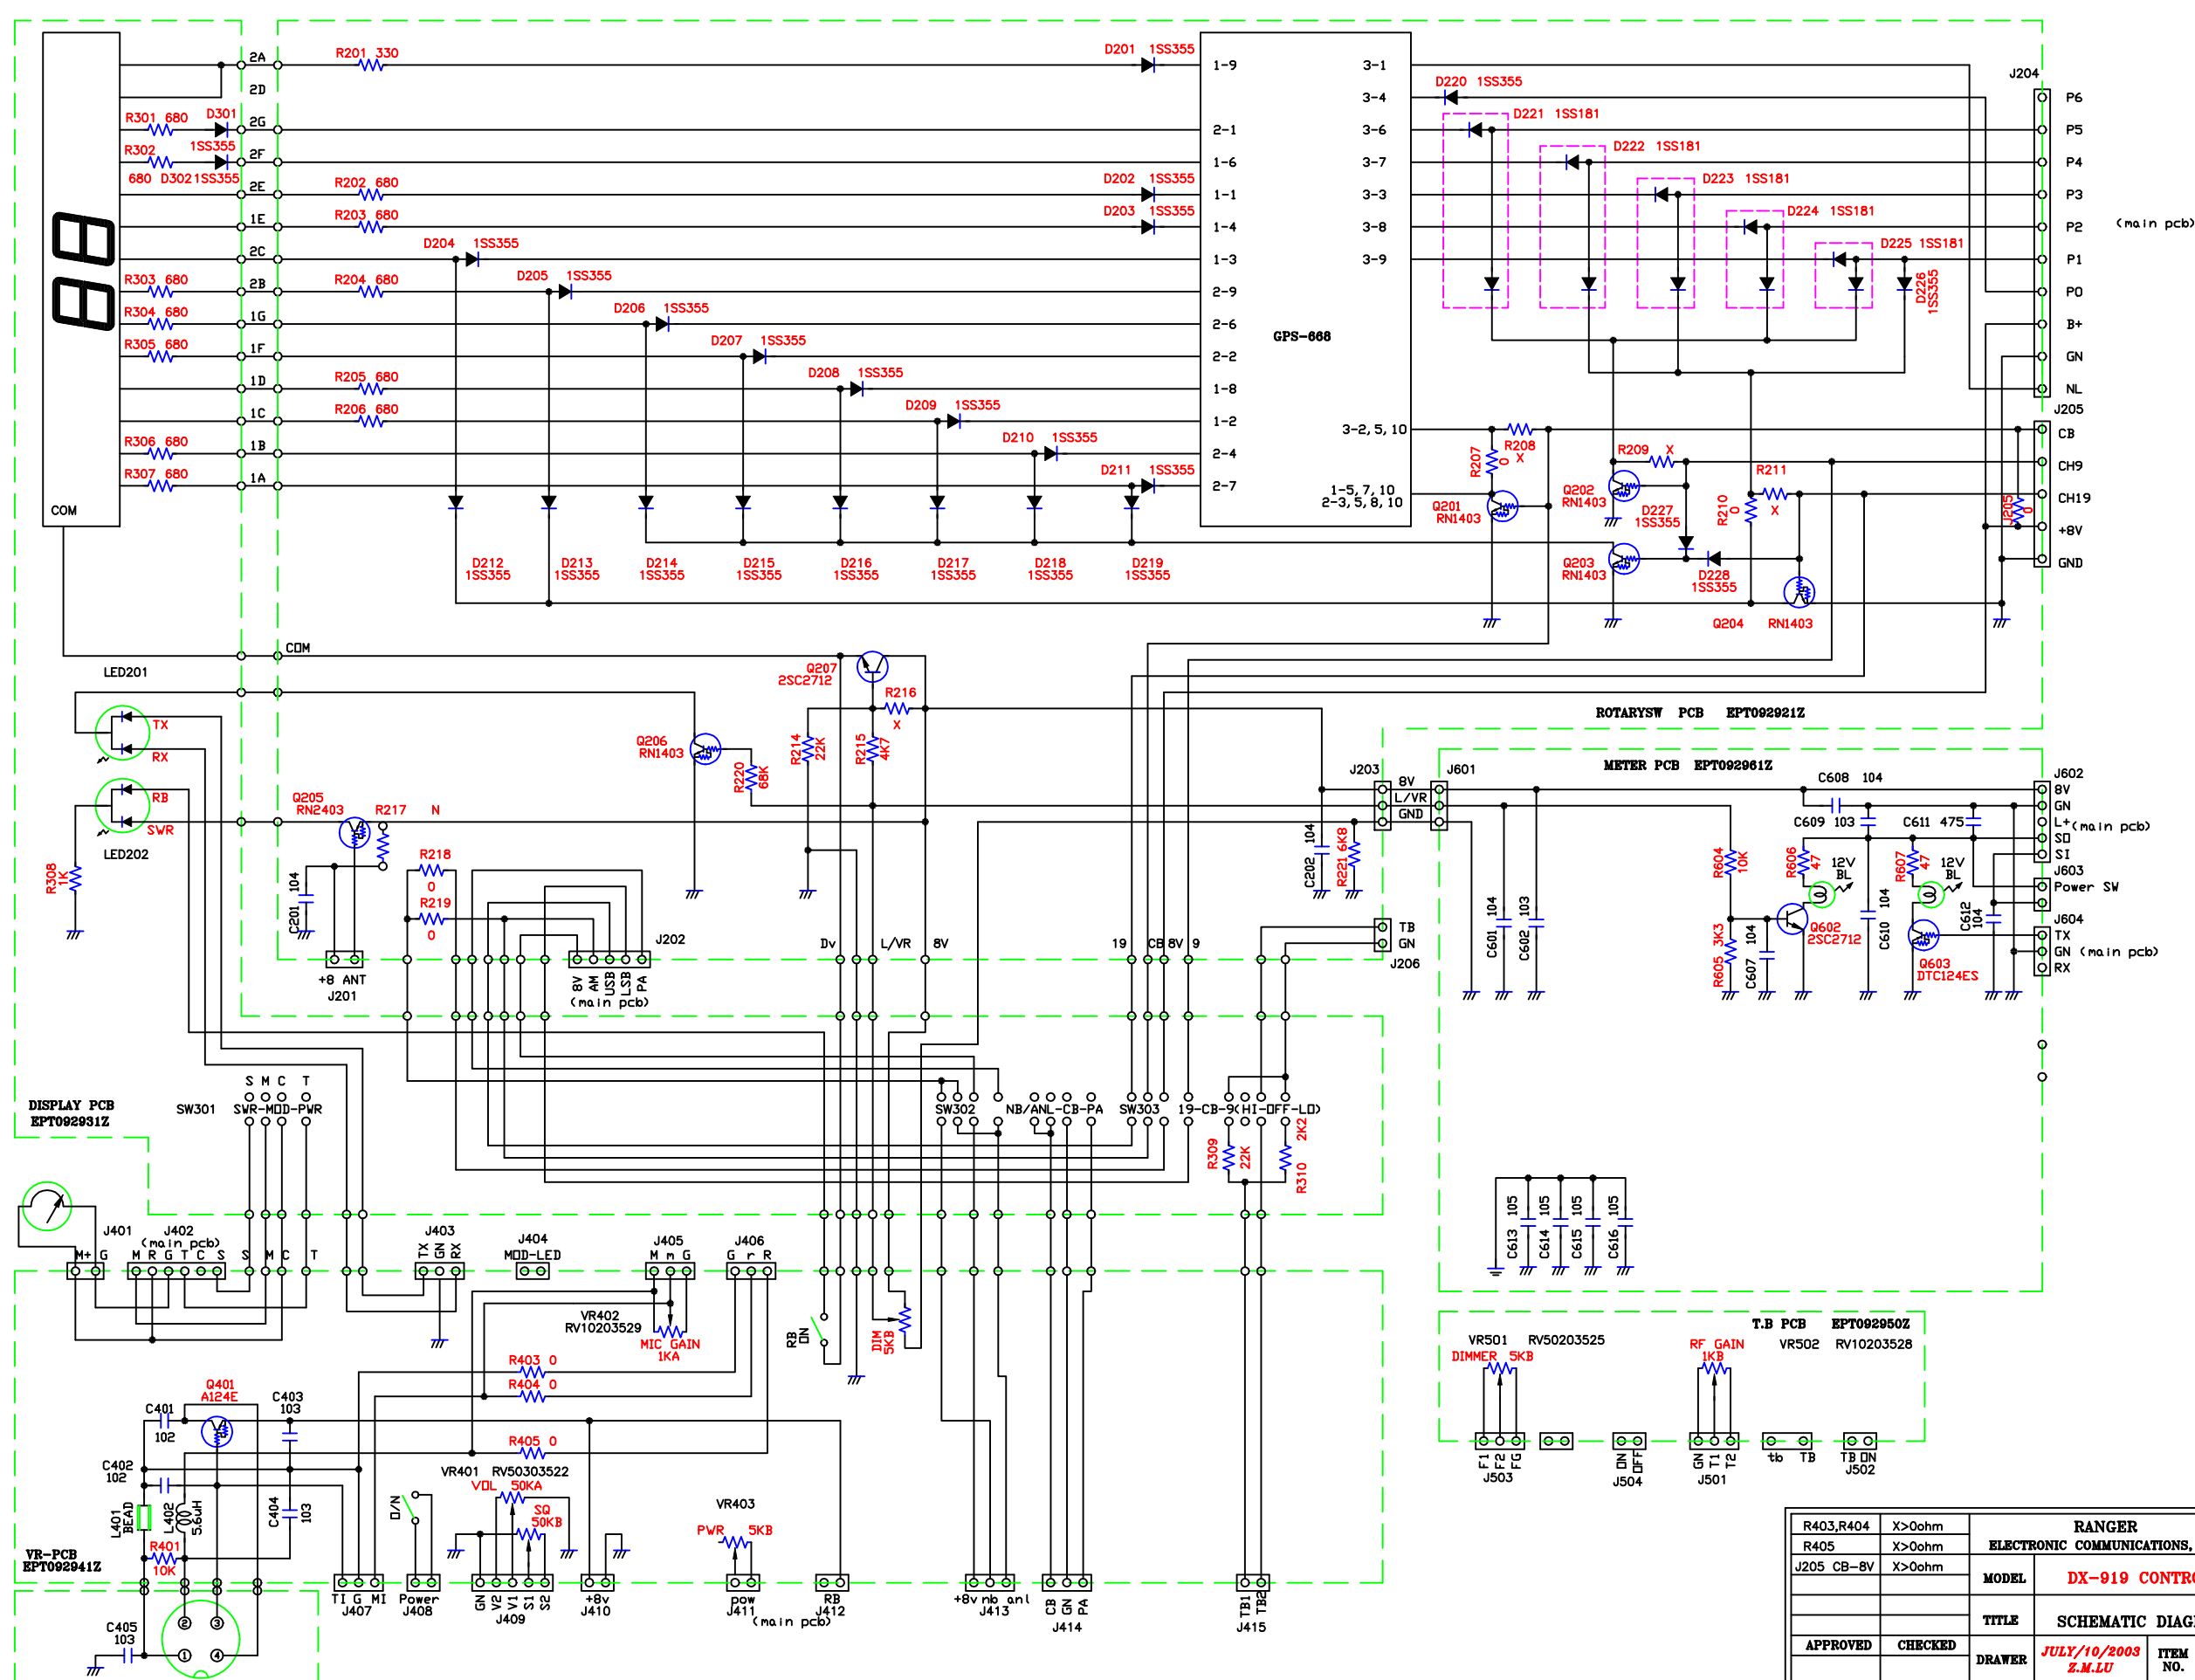 2A R201 330 D201 1SS355 1-9 3-1 J204
2D 3-4 D220 1SS355 P6
R301 680 D301 2G 2-1 3-6 D221 1SS181 P5
R302 1SS355 2F 1-6 3-7 D222 1SS181 P4
680 D302 1SS355
2E R202 680 D202 1SS355 1-1 3-3 D223 1SS181 P3
1E R203 680 D203 1SS355 1-4 3-8 D224 1SS181 P2 (main pcb)
2C D204 1SS355 1-3 3-9 D225 1SS181 P1
R303 680 2B R204 680 D205 1SS355 2-9 D226 1SS355 P0
R304 680 1G D206 1SS355 2-6 B+
R305 680 1F D207 1SS355 2-2 GPS-668 GN
1D R205 680 D208 1SS355 1-8 NL
1C R206 680 D209 1SS355 1-2 J205
R306 680 1B D210 1SS355 2-4 3-2,5,10 CB
R307 680 1A D211 1SS355 2-7 1-5,7,10
2-3,5,8,10
R207 0 R208 X R209 X R211 X CH9
COM Q201 RN1403 Q202 RN1403 D227 1SS355 R210 0 CH19
J205 0 +8V
D212 1SS355 D213 1SS355 D214 1SS355 D215 1SS355 D216 1SS355 D217 1SS355 D218 1SS355 D219 1SS355
Q203 RN1403 D228 1SS355 GND
Q204 RN1403
COM
LED201 Q207 2SC2712 R216 X
TX RX Q206 RN1403 R214 22K R215 4K7 R220 68K
ROTARYSW PCB EPT092921Z
METER PCB EPT092961Z
RB SWR LED202 Q205 RN2403 R217 N
J203 8V L/VR GND J601
C608 104 J602 8V GN L+ (main pcb) SO SI
C609 103 C611 475
R308 1K C201 104 R218 0 R219 0
C202 104 R221 6K8
R604 10K R606 47 12V BL R607 47 12V BL
J603 Power SW
C601 104 C602 103 R605 3K3 C607 104 Q602 2SC2712 C610 104 Q603 DTC124ES C612 104
J604 TX GN (main pcb) RX
+8 ANT J201
J202 8V AM USB LSB PA (main pcb)
Dv L/VR 8V 19 CB 8V 9 TB GN J206
DISPLAY PCB
EPT092931Z
S M C T
SW301 SWR-MOD-PWR SW302 NB/ANL-CB-PA SW303 19-CB-9(HI-OFF-LO)
R309 22K R310 2K2
C613 105 C614 105 C615 105 C616 105
J401 M+ G
J402 (main pcb) M R G T C S
S M C T
J403 TX GN RX
J404 MOD-LED
J405 M m G
J406 G r R
VR402 RV10203529
MIC GAIN 1KA
RB ON DIM 5KB
R403 0
R404 0
R405 0
T.B PCB EPT092950Z
VR501 RV50203525 DIMMER 5KB
RF GAIN 1KB VR502 RV10203528
F1 F2 FG J503
ON OFF J504
GN T1 T2 J501
tb TB
TB ON J502
Q401 A124E C401 102 C403 103
C402 102 L401 BEAD L402 5.6uH C404 103
R401 10K
VR-PCB
EPT092941Z
O/N
VR401 RV50303522
VOL 50KA
SQ 50KB
VR403
PWR 5KB
TI G MI J407
Power J408
GN V2 V1 S1 S2 J409
+8v J410
pow J411 (main pcb)
RB J412
+8v nb anl J413
CB GN PA J414
TB1 TB2 J415
C405 103
2 3
1 4
R403,R404 X>0ohm RANGER
R405 X>0ohm ELECTRONIC COMMUNICATIONS,
J205 CB-8V X>0ohm
MODEL DX-919 CONTRO
TITLE SCHEMATIC DIAG
APPROVED CHECKED DRAWER JULY/10/2003 Z.M.LU ITEM NO.